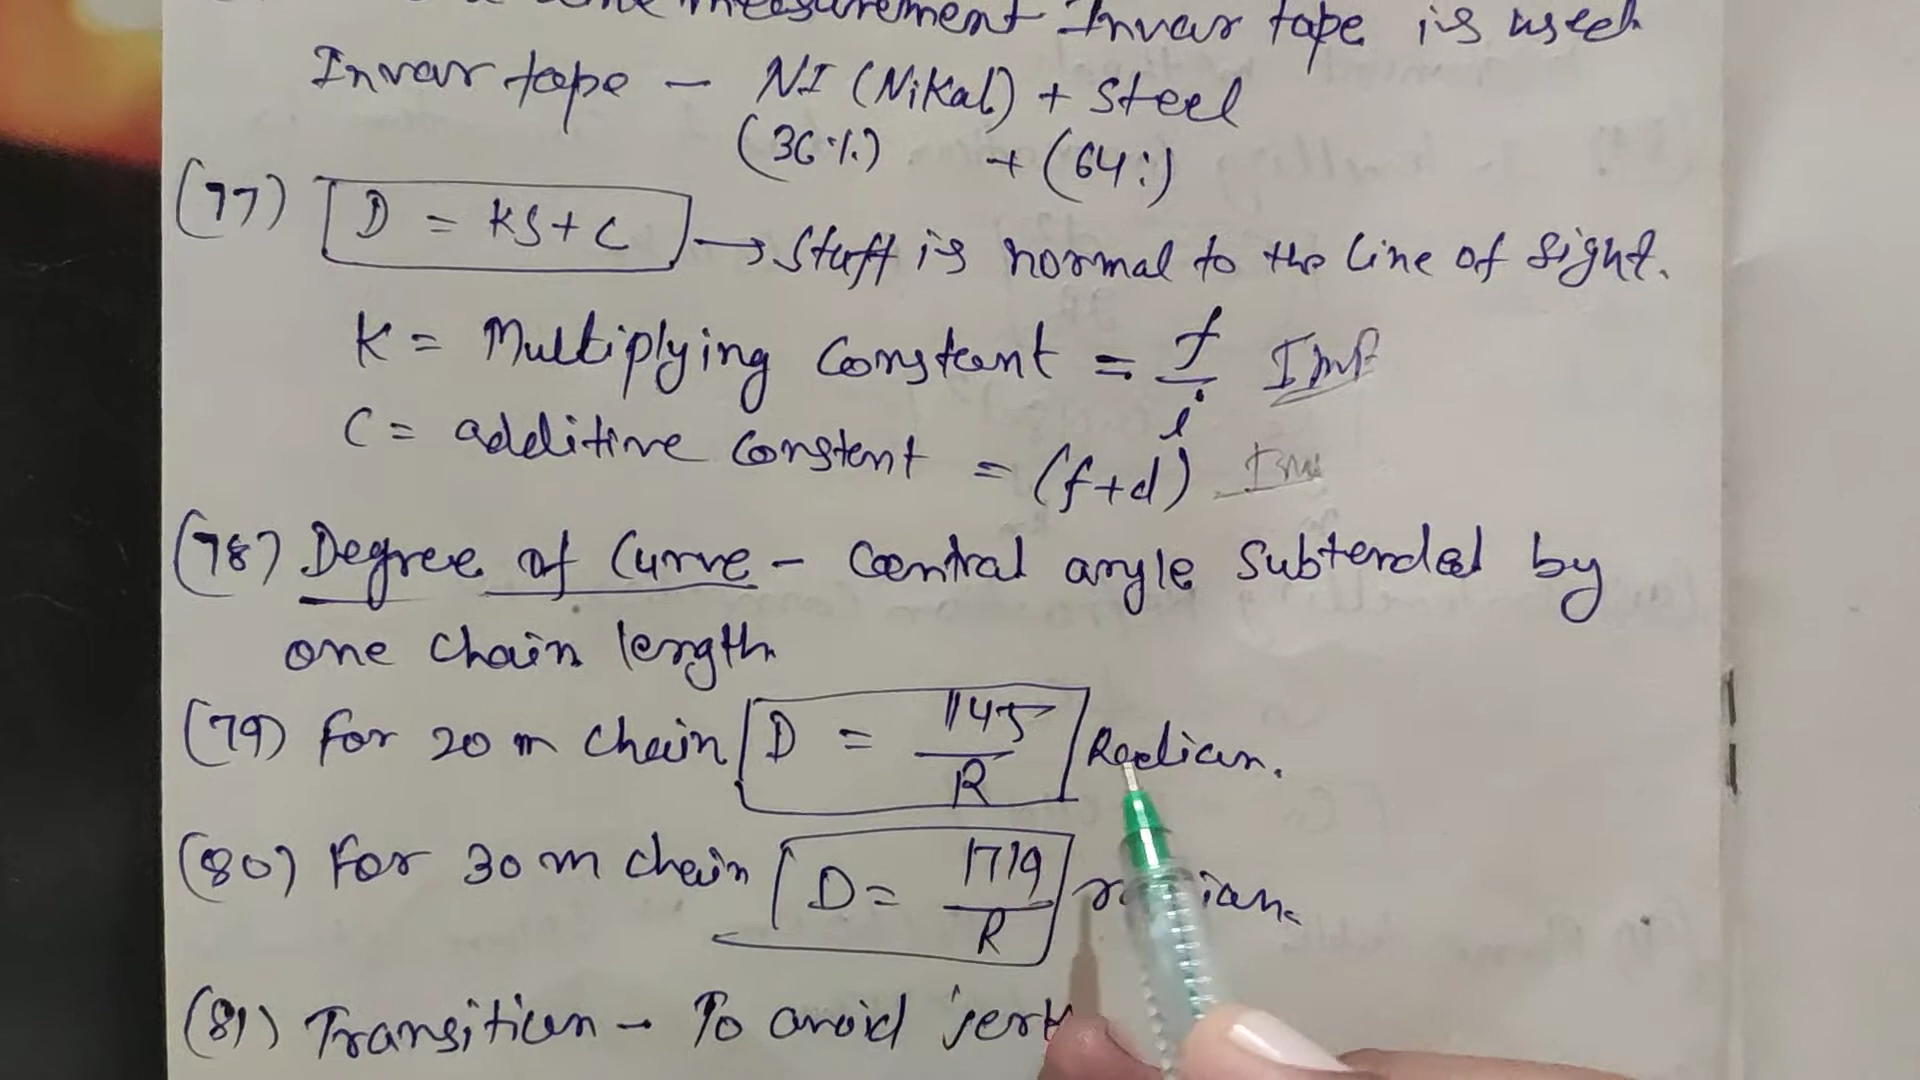 measurement Invar tape is used
Invar tape - NI (Nikal) + Steel
(36%) + (64%)
(77) D = KS + C → Staff is normal to the line of sight.
K = Multiplying Constant = f/i Imp
C = additive Constant = (f+d) Im
(78) Degree of Curve - Central angle Subtended by
one chain length
(79) For 20 m chain D = 1145/R Radian.
(80) For 30 m chain D = 1719/R
(81) Transition - To avoid jerk